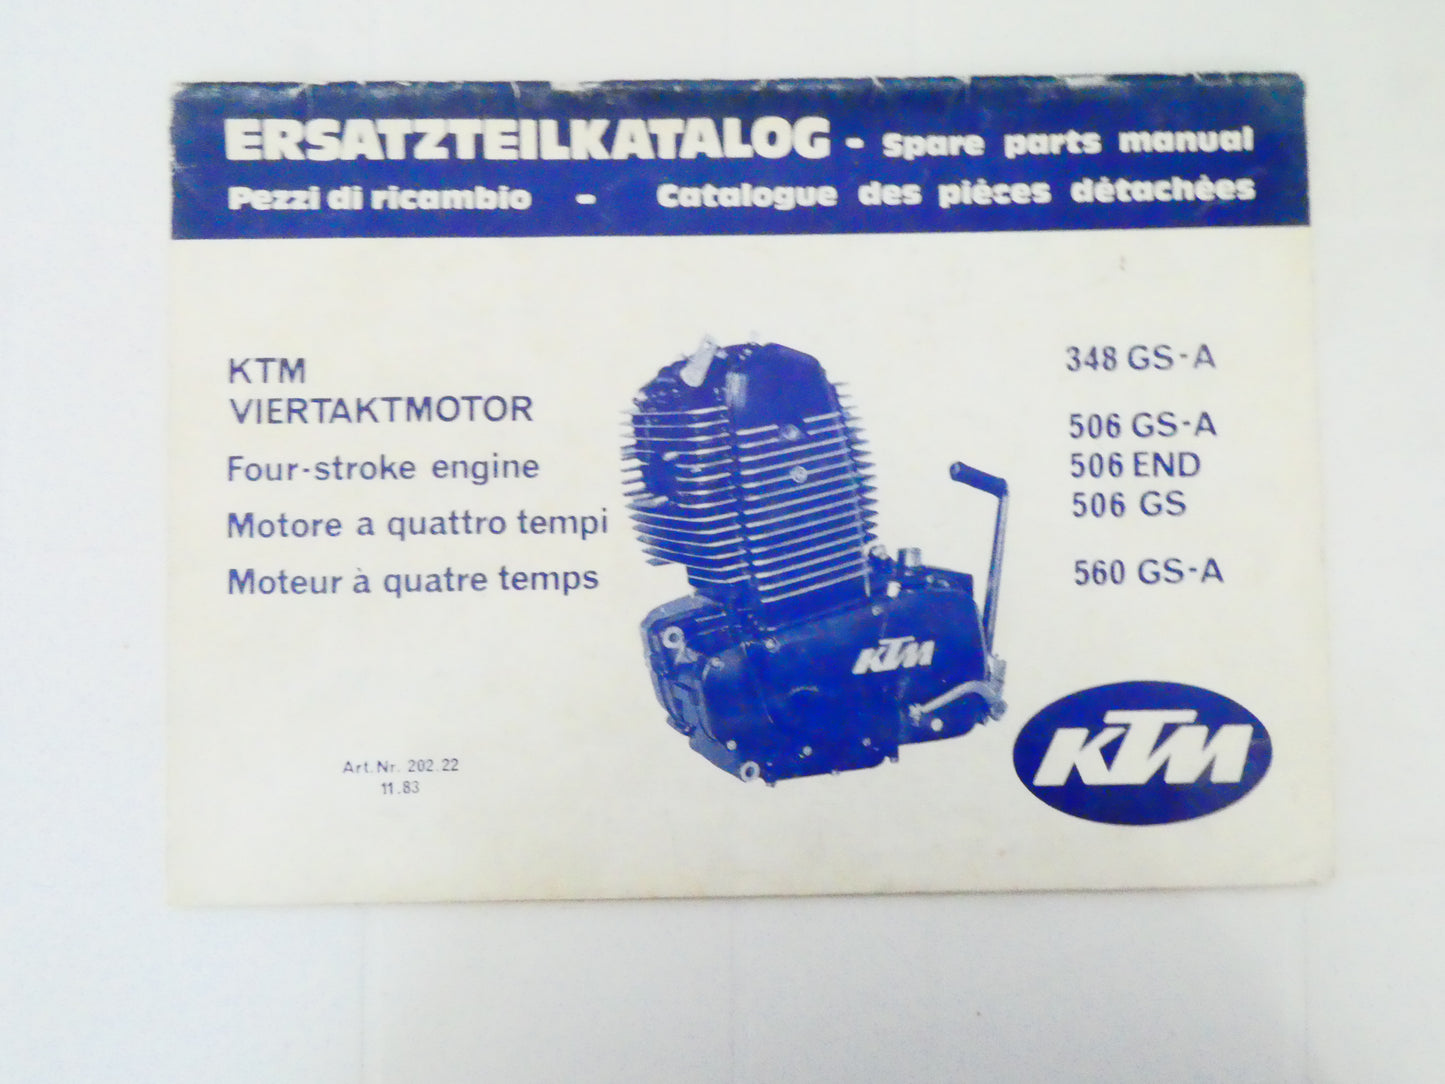 ERSATZTEILKATALOG - Spare parts manual
Pezzi di ricambio - Catalogue des pièces détachèes
KTM
VIERTAKTMOTOR
Four-stroke engine
Motore a quattro tempi
Moteur à quatre temps
348 GS-A
506 GS-A
506 END
506 GS
560 GS-A
KTM
KTM
Art.Nr. 202.22
11.83